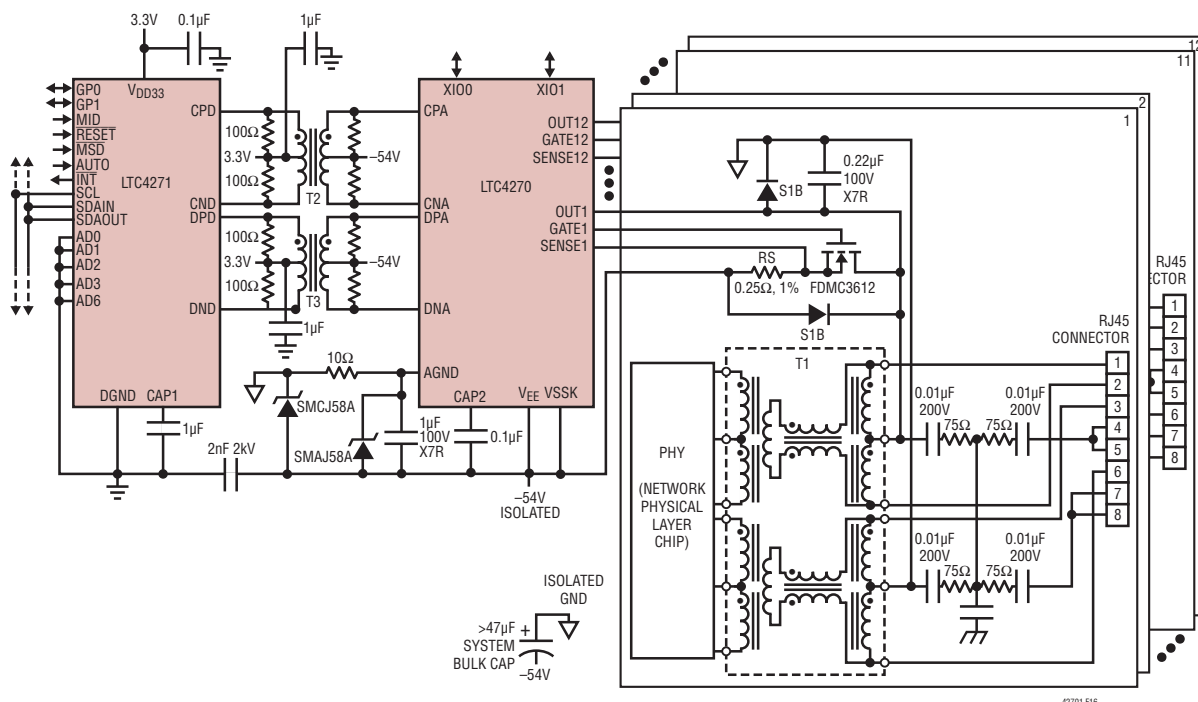 3.3V
0.1µF
1µF
GP0
GP1
MID
RESET
MSD
AUTO
INT
SCL
SDAIN
SDAOUT
AD0
AD1
AD2
AD3
AD6
VDD33
LTC4271
CPD
CND
DPD
DND
DGND
CAP1
100Ω
3.3V
100Ω
T2
–54V
100Ω
3.3V
100Ω
T3
–54V
1µF
XIO0
XIO1
CPA
LTC4270
CNA
DPA
DNA
AGND
CAP2
VEE
VSSK
OUT12
GATE12
SENSE12
OUT1
GATE1
SENSE1
10Ω
SMCJ58A
SMAJ58A
1µF
100V
X7R
0.1µF
1µF
2nF 2kV
–54V
ISOLATED
ISOLATED
GND
>47µF
+
SYSTEM
BULK CAP
–54V
12
11
2
1
S1B
0.22µF
100V
X7R
RS
0.25Ω, 1%
FDMC3612
S1B
T1
PHY
(NETWORK
PHYSICAL
LAYER
CHIP)
0.01µF
200V
75Ω
75Ω
0.01µF
200V
0.01µF
200V
75Ω
75Ω
0.01µF
200V
RJ45
CONNECTOR
1
2
3
4
5
6
7
8
RJ45
ECTOR
1
2
3
4
5
6
7
8
42701 F16